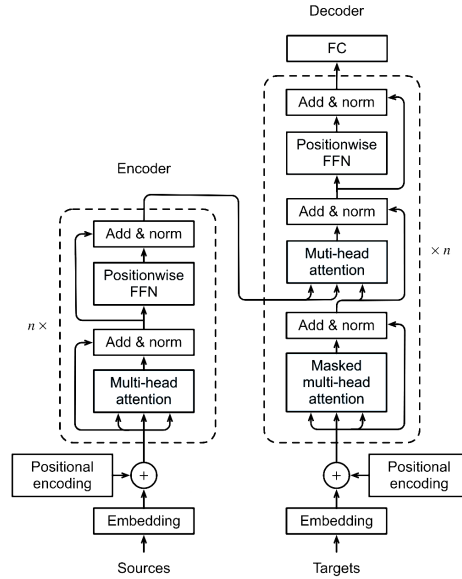 Decoder
FC
Add & norm
Positionwise
FFN
Add & norm
Muti-head
attention
× n
Add & norm
Masked
multi-head
attention
Positional
encoding
+
Embedding
Targets
Encoder
Add & norm
Positionwise
FFN
n ×
Add & norm
Multi-head
attention
Positional
encoding
+
Embedding
Sources